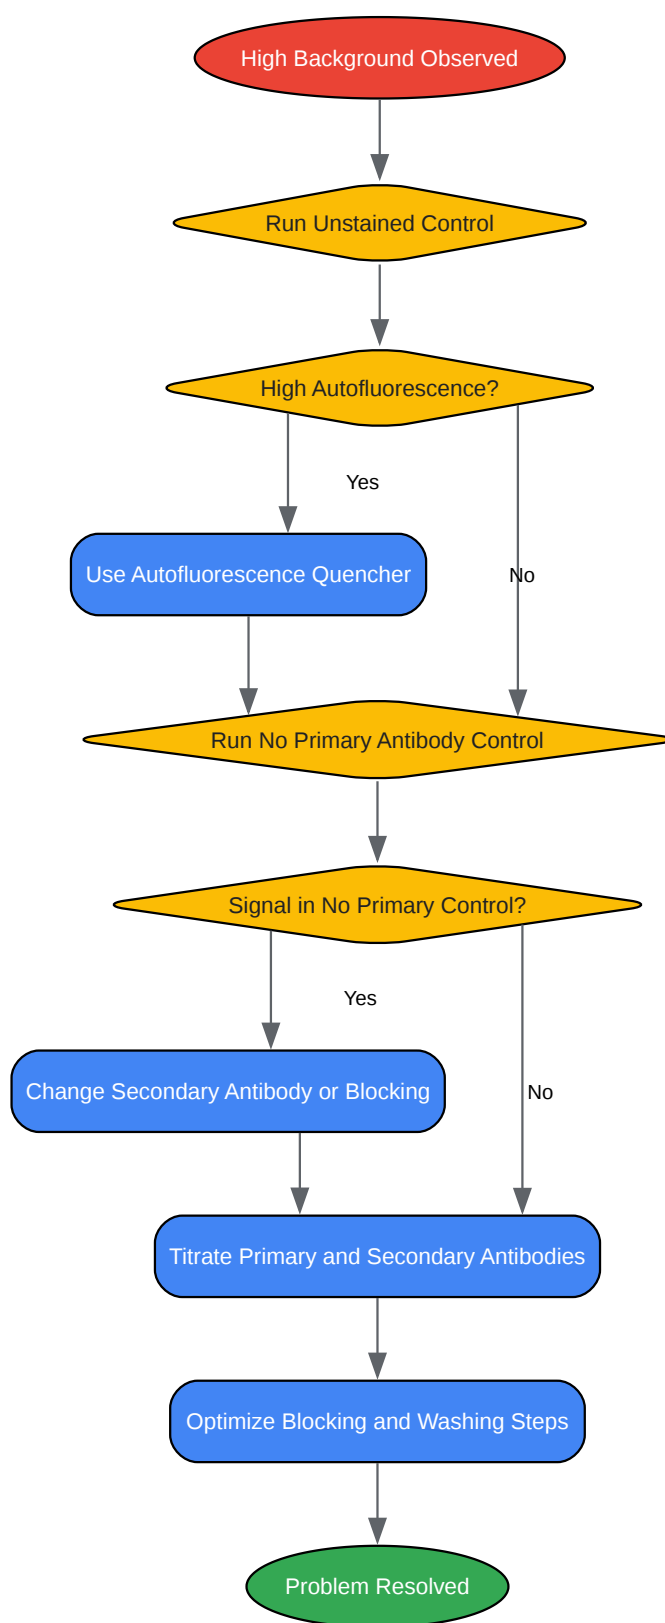 High Background Observed
Run Unstained Control
High Autofluorescence?
Yes
Use Autofluorescence Quencher
No
Run No Primary Antibody Control
Signal in No Primary Control?
Yes
Change Secondary Antibody or Blocking
No
Titrate Primary and Secondary Antibodies
Optimize Blocking and Washing Steps
Problem Resolved